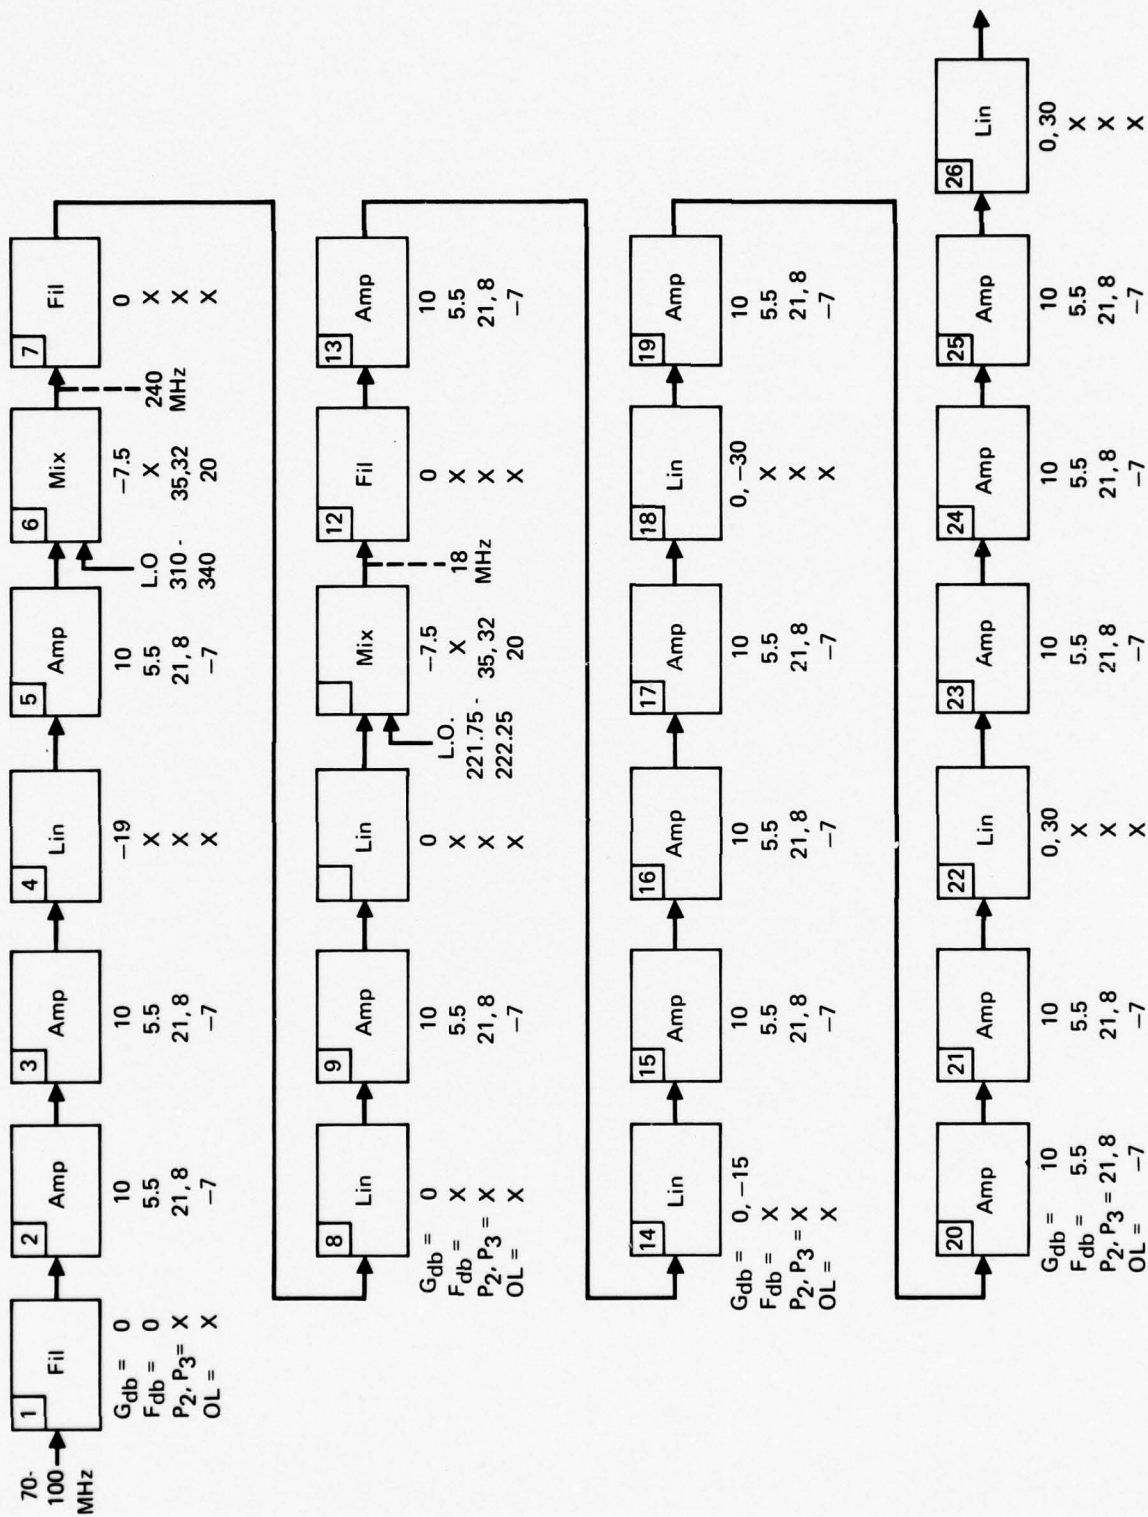 70-
100
MHz
1
Fil
G_db = 0
F_db = 0
P_2, P_3 = X
OL = X
2
Amp
10
5.5
21, 8
−7
3
Amp
10
5.5
21, 8
−7
4
Lin
−19
X
X
X
5
Amp
10
5.5
21, 8
−7
L.O
310 -
340
6
Mix
−7.5
X
35,32
20
240
MHz
7
Fil
0
X
X
X
8
Lin
G_db = 0
F_db = X
P_2, P_3 = X
OL = X
9
Amp
10
5.5
21, 8
−7
Lin
0
X
X
X
L.O.
221.75 -
222.25
Mix
−7.5
X
35, 32
20
18
MHz
12
Fil
0
X
X
X
13
Amp
10
5.5
21, 8
−7
14
Lin
G_db = 0, −15
F_db = X
P_2, P_3 = X
OL = X
15
Amp
10
5.5
21, 8
−7
16
Amp
10
5.5
21, 8
−7
17
Amp
10
5.5
21, 8
−7
18
Lin
0, −30
X
X
X
19
Amp
10
5.5
21, 8
−7
20
Amp
G_db = 10
F_db = 5.5
P_2, P_3 = 21, 8
OL = −7
21
Amp
10
5.5
21, 8
−7
22
Lin
0, 30
X
X
X
23
Amp
10
5.5
21, 8
−7
24
Amp
10
5.5
21, 8
−7
25
Amp
10
5.5
21, 8
−7
26
Lin
0, 30
X
X
X